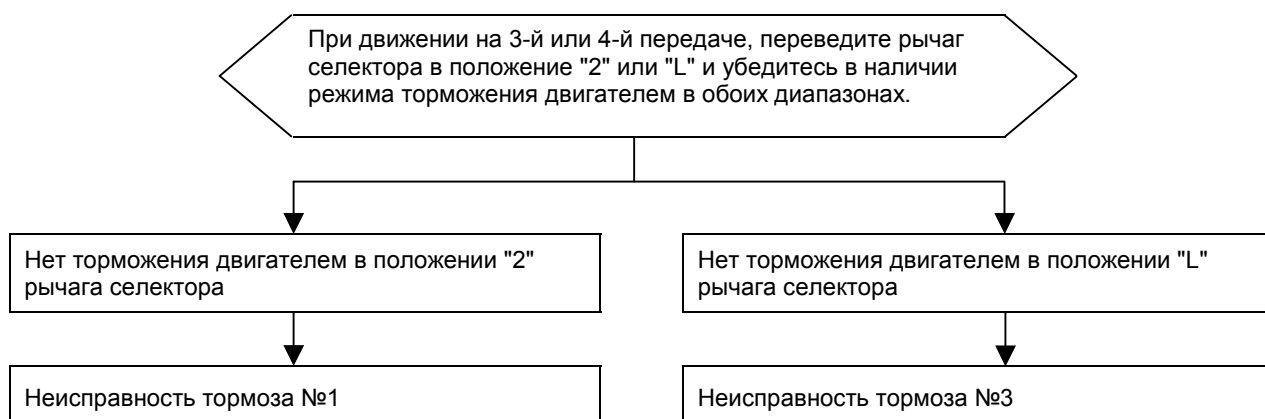 При движении на 3-й или 4-й передаче, переведите рычаг
селектора в положение "2" или "L" и убедитесь в наличии
режима торможения двигателем в обоих диапазонах.
Нет торможения двигателем в положении "2"
рычага селектора
Нет торможения двигателем в положении "L"
рычага селектора
Неисправность тормоза №1
Неисправность тормоза №3